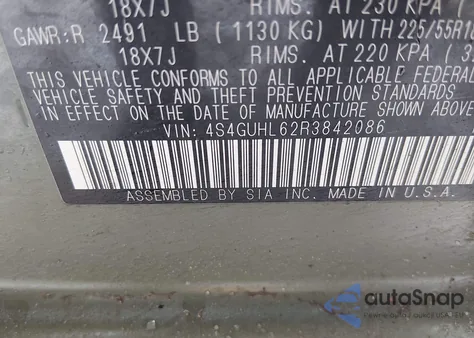 18X7J RIMS. AT 230 KPA (
GAWR:R 2491 LB ( 1130 KG) WITH 225/55R18
18X7J RIMS. AT 220 KPA ( 3
THIS VEHICLE CONFORMS TO ALL APPLICABLE FEDERAL
VEHICLE SAFETY AND THEFT PREVENTION STANDARDS
IN EFFECT ON THE DATE OF MANUFACTURE SHOWN ABOVE
VIN: 4S4GUHL62R3842086
ASSEMBLED BY SIA INC. MADE IN U.S.A.
autoSnap